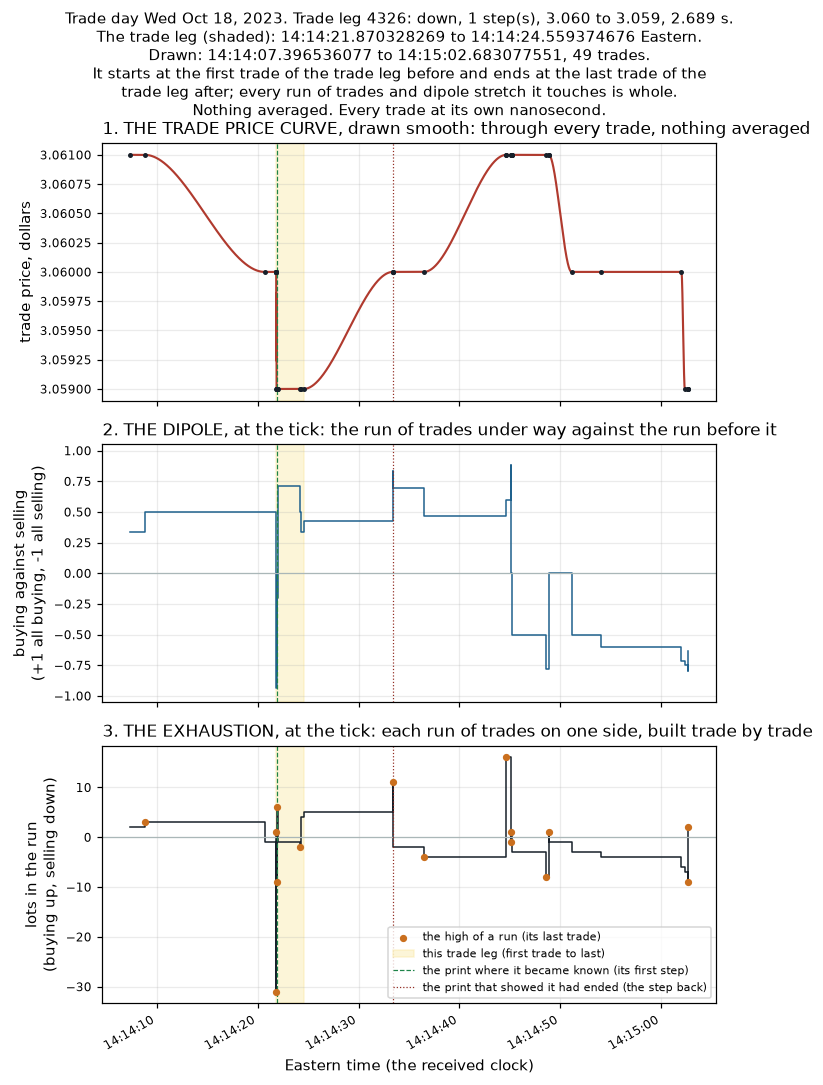 Trade day Wed Oct 18, 2023. Trade leg 4326: down, 1 step(s), 3.060 to 3.059, 2.689 s.
The trade leg (shaded): 14:14:21.870328269 to 14:14:24.559374676 Eastern.
Drawn: 14:14:07.396536077 to 14:15:02.683077551, 49 trades.
It starts at the first trade of the trade leg before and ends at the last trade of the
trade leg after; every run of trades and dipole stretch it touches is whole.
Nothing averaged. Every trade at its own nanosecond.
1. THE TRADE PRICE CURVE, drawn smooth: through every trade, nothing averaged
trade price, dollars
3.06100
3.06075
3.06050
3.06025
3.06000
3.05975
3.05950
3.05925
3.05900
2. THE DIPOLE, at the tick: the run of trades under way against the run before it
buying against selling
(+1 all buying, -1 all selling)
1.00
0.75
0.50
0.25
0.00
−0.25
−0.50
−0.75
−1.00
3. THE EXHAUSTION, at the tick: each run of trades on one side, built trade by trade
lots in the run
(buying up, selling down)
10
0
−10
−20
−30
the high of a run (its last trade)
this trade leg (first trade to last)
the print where it became known (its first step)
the print that showed it had ended (the step back)
14:14:10
14:14:20
14:14:30
14:14:40
14:14:50
14:15:00
Eastern time (the received clock)